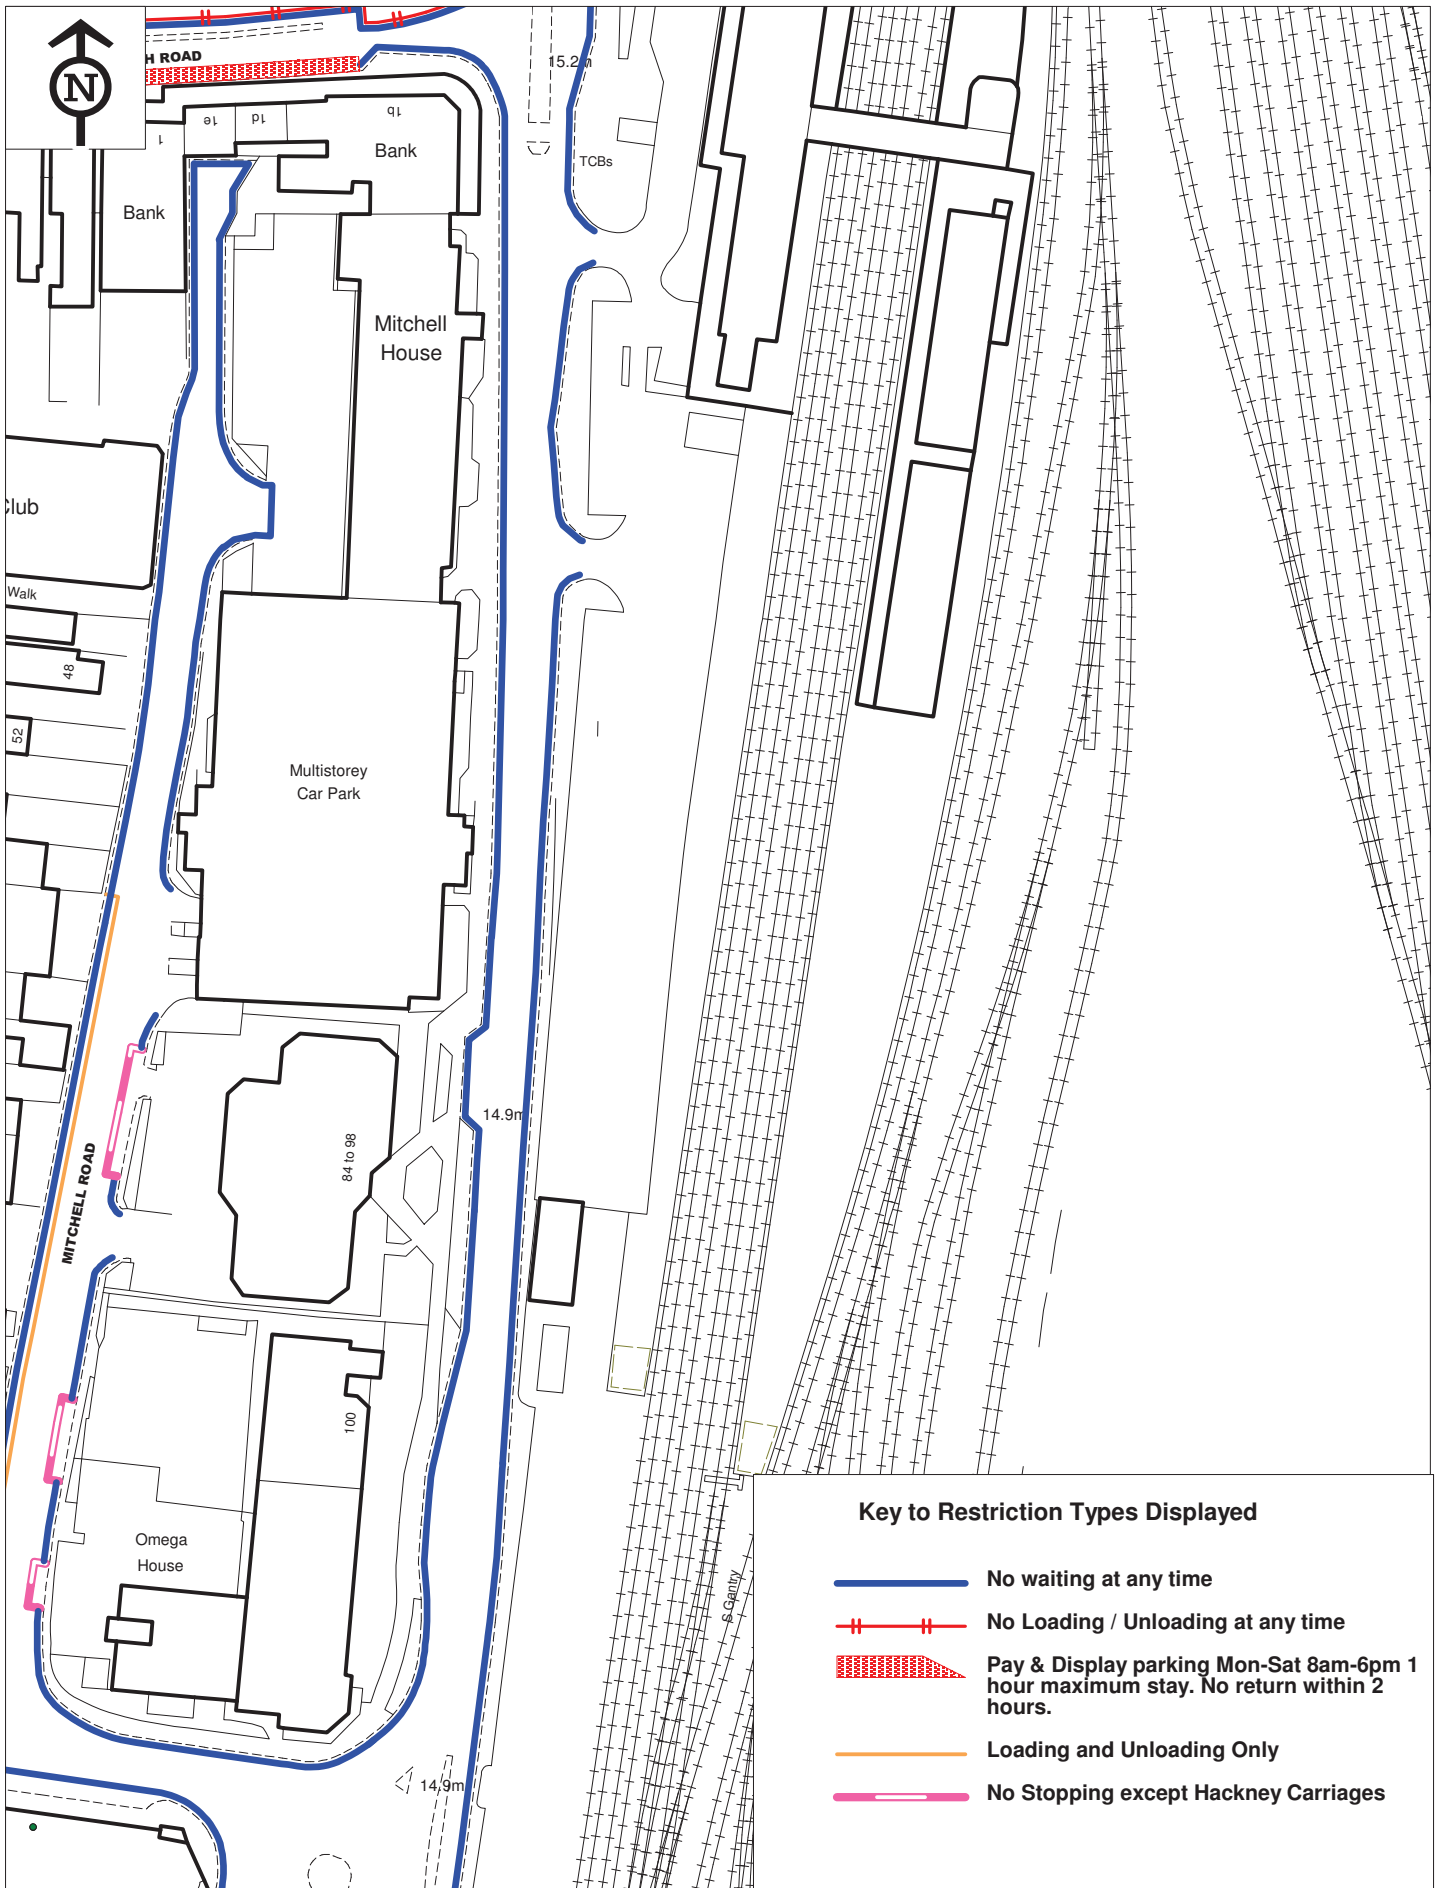 N
H ROAD
15.2m
1
1e
1d
1b
Bank
TCBs
Bank
Mitchell
House
Club
Walk
48
52
Multistorey
Car Park
14.9m
84 to 98
MITCHELL ROAD
100
Omega
House
S Gantry
14.9m
Key to Restriction Types Displayed
No waiting at any time
No Loading / Unloading at any time
Pay & Display parking Mon-Sat 8am-6pm 1
hour maximum stay. No return within 2
hours.
Loading and Unloading Only
No Stopping except Hackney Carriages